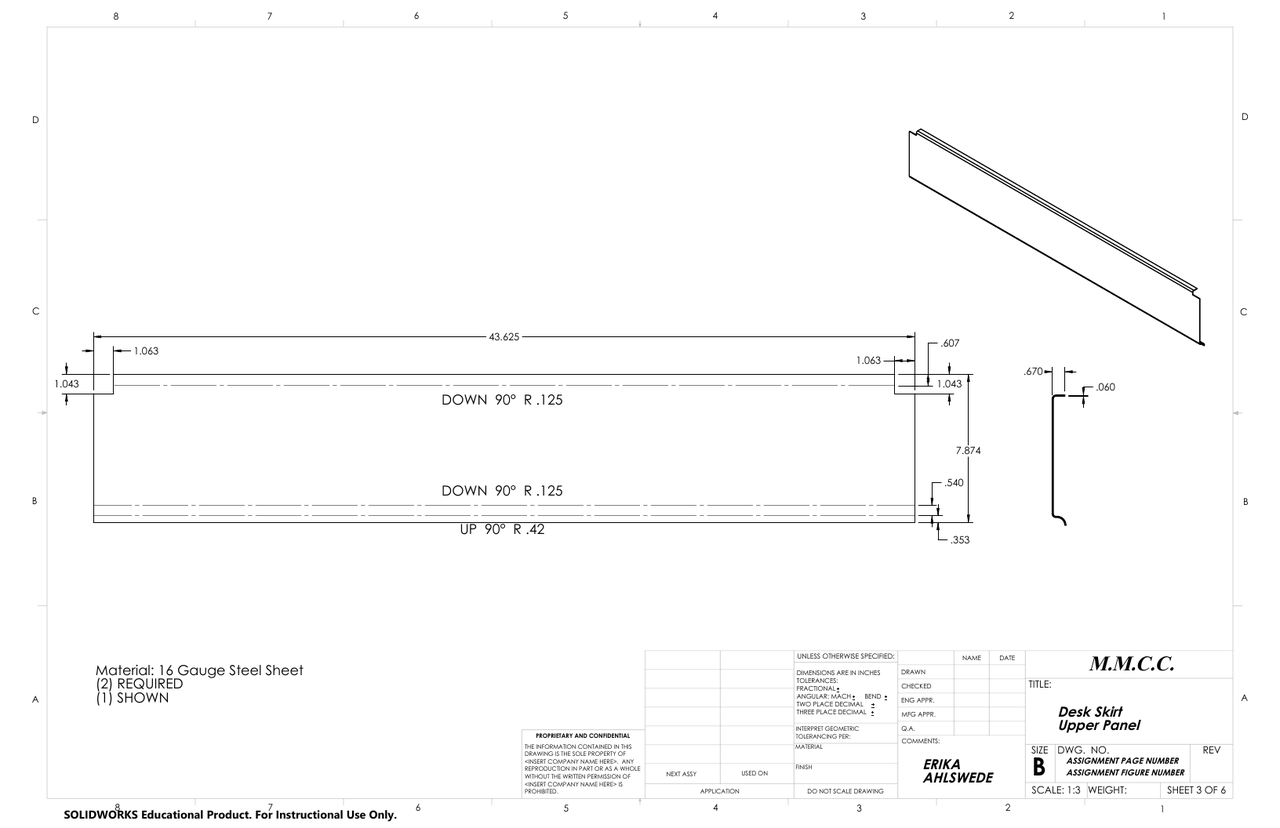 8 7 6 5 4 3 2 1
D D
C C
B B
A A
43.625
1.063
1.063
.607
1.043
1.043
DOWN 90° R .125
7.874
DOWN 90° R .125
.540
UP 90° R .42
.353
.670
.060
Material: 16 Gauge Steel Sheet
(2) REQUIRED
(1) SHOWN
PROPRIETARY AND CONFIDENTIAL
THE INFORMATION CONTAINED IN THIS
DRAWING IS THE SOLE PROPERTY OF
<INSERT COMPANY NAME HERE>. ANY
REPRODUCTION IN PART OR AS A WHOLE
WITHOUT THE WRITTEN PERMISSION OF
<INSERT COMPANY NAME HERE> IS
PROHIBITED.
NEXT ASSY USED ON
APPLICATION
UNLESS OTHERWISE SPECIFIED:
DIMENSIONS ARE IN INCHES
TOLERANCES:
FRACTIONAL±
ANGULAR: MACH± BEND ±
TWO PLACE DECIMAL ±
THREE PLACE DECIMAL ±
INTERPRET GEOMETRIC
TOLERANCING PER:
MATERIAL
FINISH
DO NOT SCALE DRAWING
NAME DATE
DRAWN
CHECKED
ENG APPR.
MFG APPR.
Q.A.
COMMENTS:
ERIKA
AHLSWEDE
M.M.C.C.
TITLE:
Desk Skirt
Upper Panel
SIZE DWG. NO. REV
B ASSIGNMENT PAGE NUMBER
ASSIGNMENT FIGURE NUMBER
SCALE: 1:3 WEIGHT: SHEET 3 OF 6
8 7 6 5 4 3 2 1
SOLIDWORKS Educational Product. For Instructional Use Only.